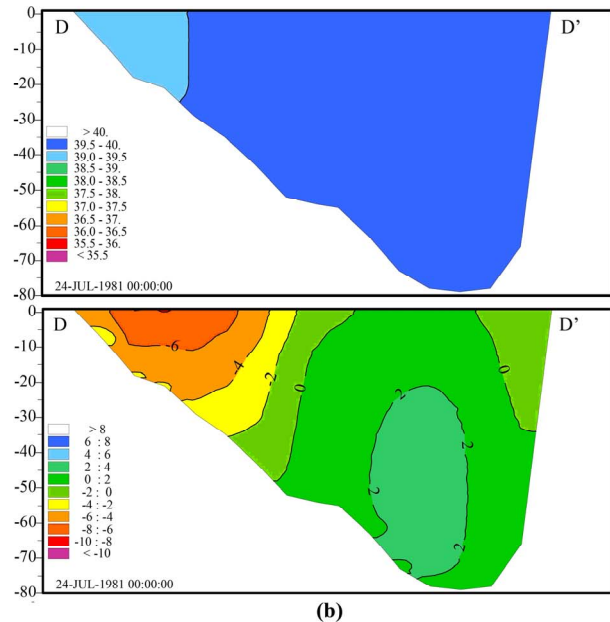 D
D’
0
-10
-20
-30
-40
-50
-60
-70
-80
> 40.
39.5 - 40.
39.0 - 39.5
38.5 - 39.
38.0 - 38.5
37.5 - 38.
37.0 - 37.5
36.5 - 37.
36.0 - 36.5
35.5 - 36.
< 35.5
24-JUL-1981 00:00:00
D
D’
0
-10
-20
-30
-40
-50
-60
-70
-80
-6
-4
-2
0
0
2
2
2
2
> 8
6 : 8
4 : 6
2 : 4
0 : 2
-2 : 0
-4 : -2
-6 : -4
-8 : -6
-10 : -8
< -10
24-JUL-1981 00:00:00
(b)